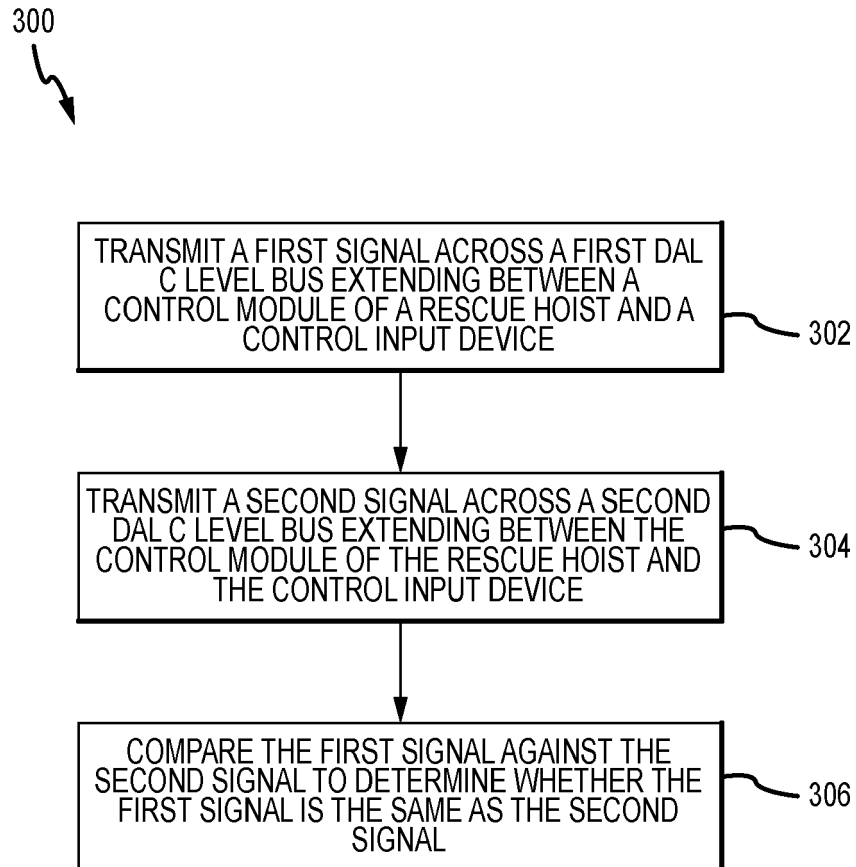 300
TRANSMIT A FIRST SIGNAL ACROSS A FIRST DAL
C LEVEL BUS EXTENDING BETWEEN A
CONTROL MODULE OF A RESCUE HOIST AND A
CONTROL INPUT DEVICE
302
TRANSMIT A SECOND SIGNAL ACROSS A SECOND
DAL C LEVEL BUS EXTENDING BETWEEN THE
CONTROL MODULE OF THE RESCUE HOIST AND
THE CONTROL INPUT DEVICE
304
COMPARE THE FIRST SIGNAL AGAINST THE
SECOND SIGNAL TO DETERMINE WHETHER THE
FIRST SIGNAL IS THE SAME AS THE SECOND
SIGNAL
306